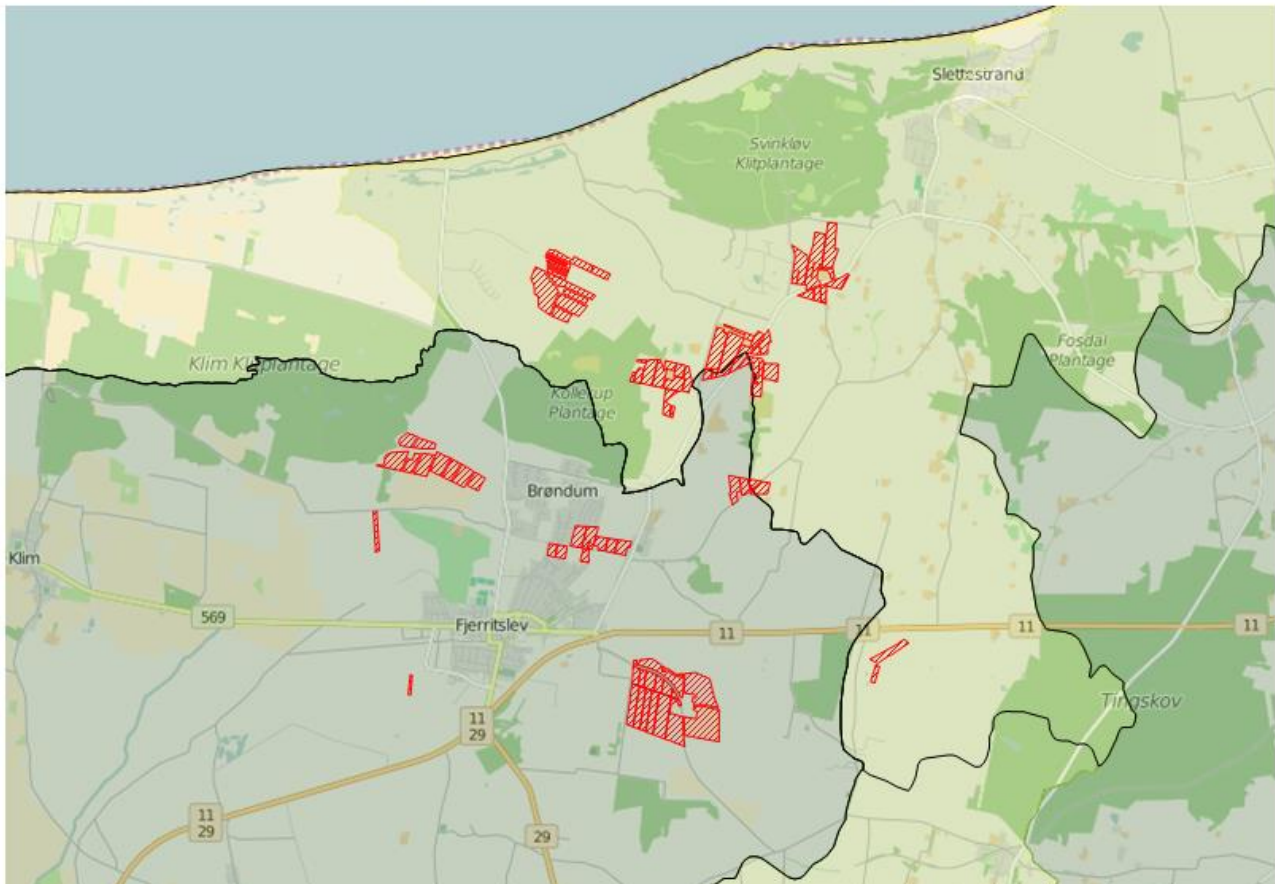 Slettestrand
Svinkløv
Klitplantage
Klim Klitplantage
Fosdal
Plantage
Kollerup
Plantage
Brøndum
Klim
569
Fjerritslev
11
11
11
11
Tingskov
11
29
11
29
29